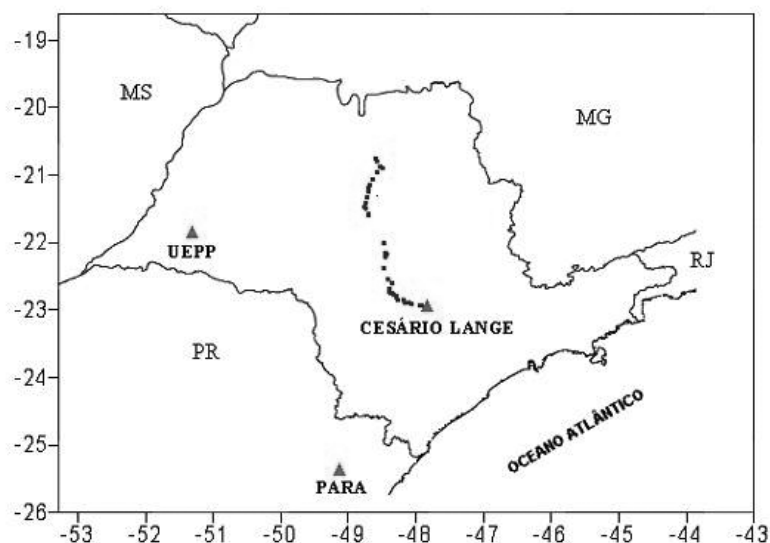 -19
MS
-20
MG
-21
-22
UEPP
RJ
-23
CESÁRIO LANGE
PR
-24
OCEANO ATLÂNTICO
-25
PARA
-26
-53 -52 -51 -50 -49 -48 -47 -46 -45 -44 -43